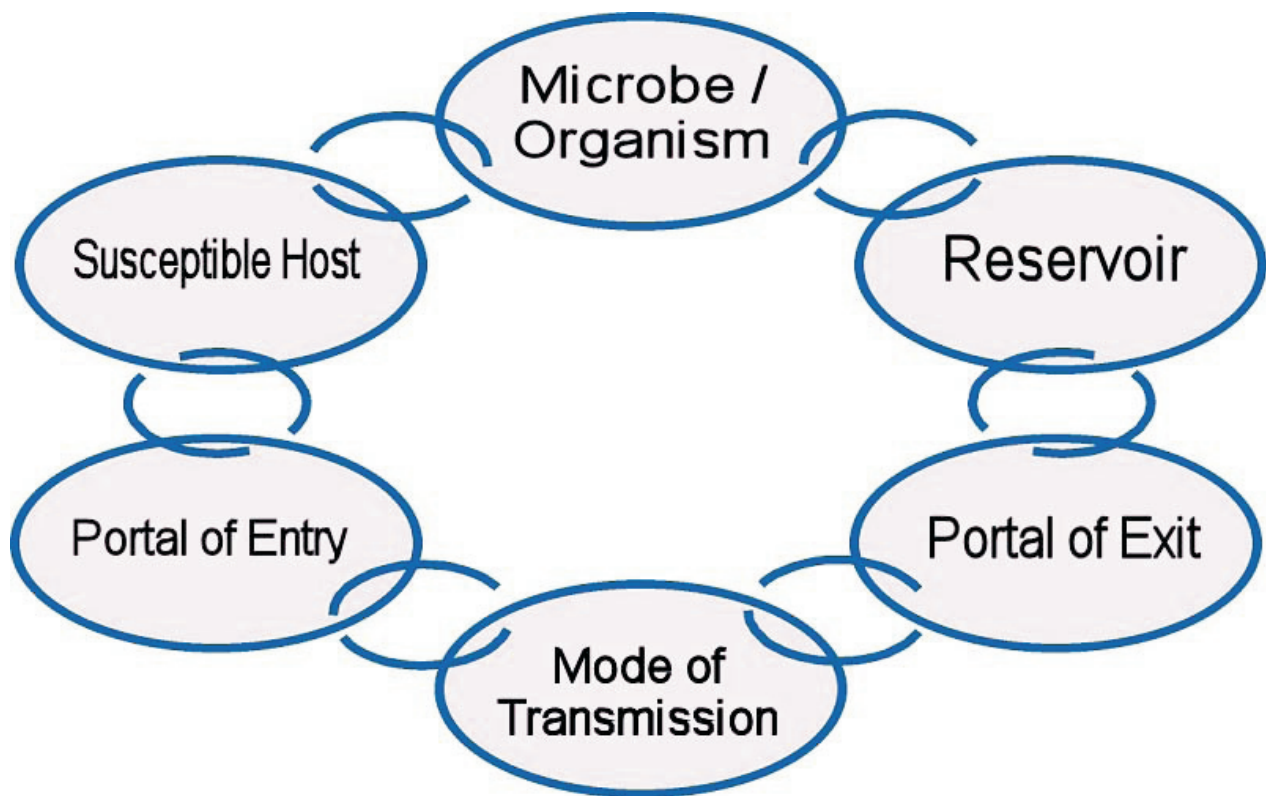 Microbe /
Organism
Reservoir
Portal of Exit
Mode of
Transmission
Portal of Entry
Susceptible Host